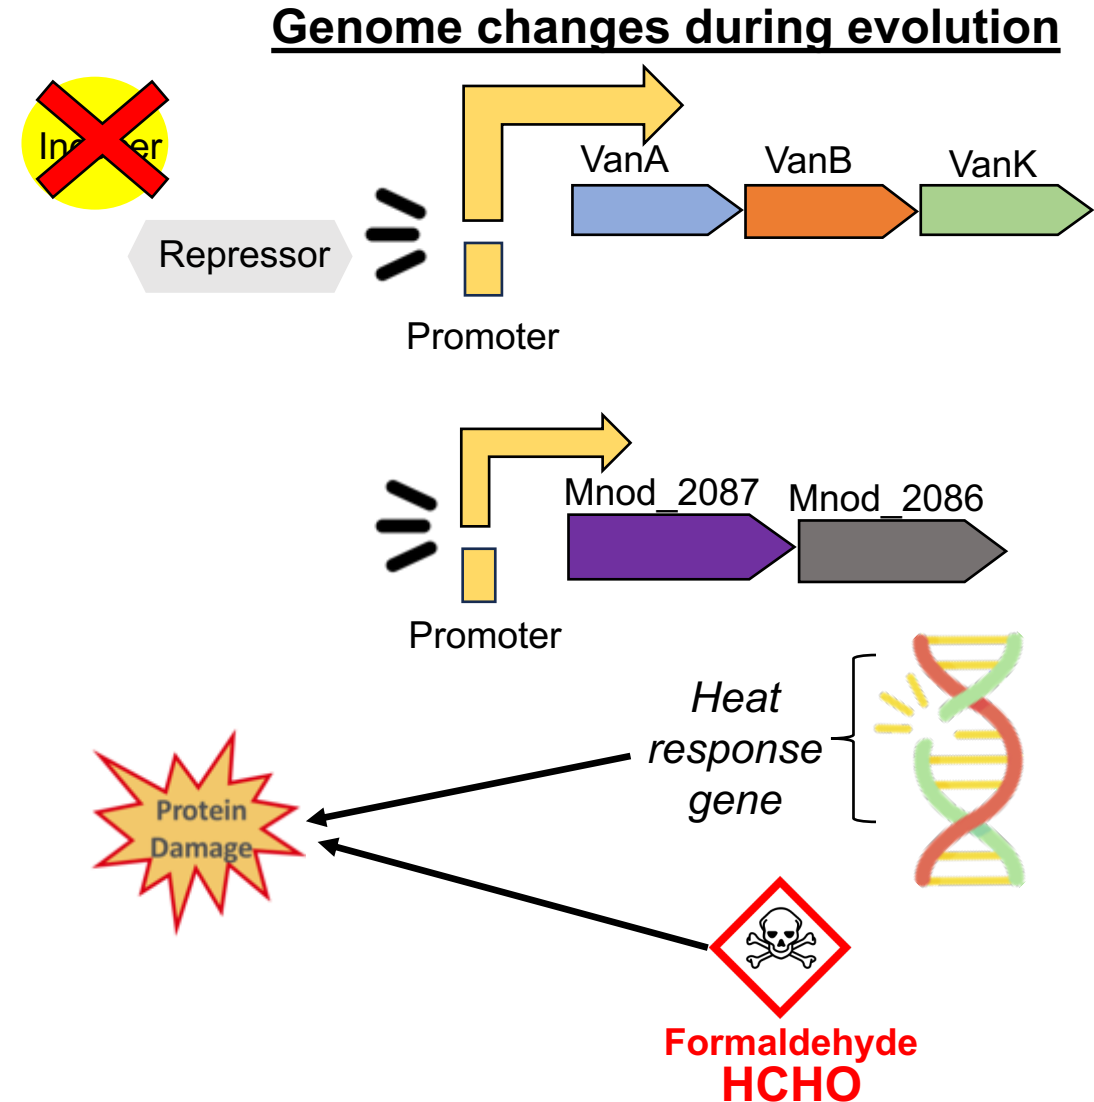 Genome changes during evolution
VanA
VanB
VanK
Repressor
Promoter
Mnod_2087
Mnod_2086
Promoter
Heat
response
gene
Protein
Damage
Formaldehyde
HCHO